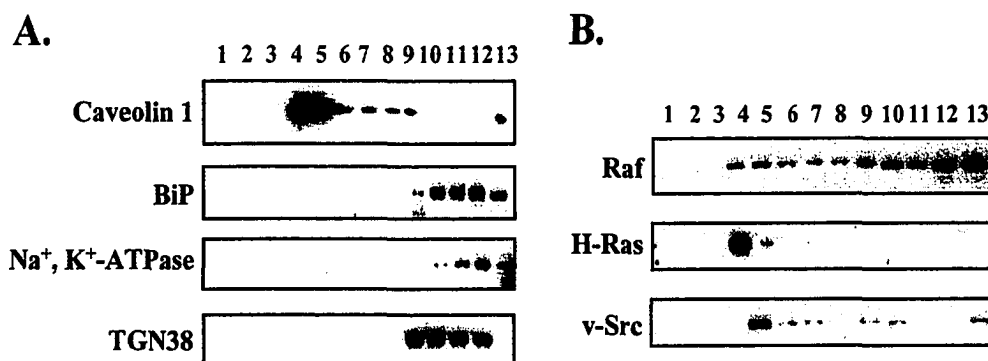 A.
1 2 3 4 5 6 7 8 9 10 11 12 13
Caveolin 1
BiP
Na⁺, K⁺-ATPase
TGN38
B.
1 2 3 4 5 6 7 8 9 10 11 12 13
Raf
H-Ras
v-Src